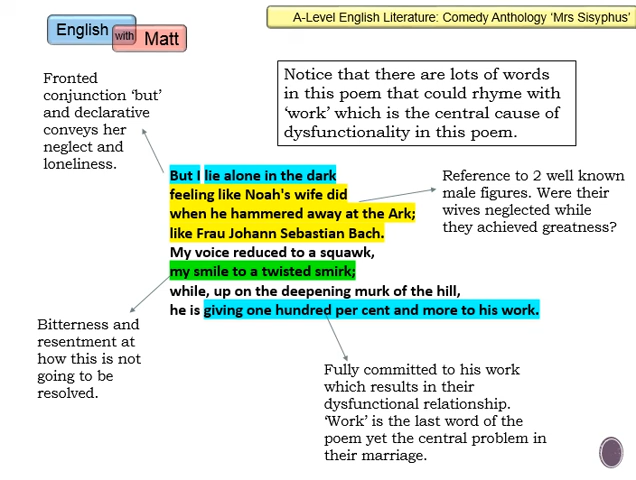 English with Matt
A-Level English Literature: Comedy Anthology 'Mrs Sisyphus'
Fronted
conjunction 'but'
and declarative
conveys her
neglect and
loneliness.
Notice that there are lots of words
in this poem that could rhyme with
'work' which is the central cause of
dysfunctionality in this poem.
But I lie alone in the dark
feeling like Noah's wife did
when he hammered away at the Ark;
like Frau Johann Sebastian Bach.
My voice reduced to a squawk,
my smile to a twisted smirk;
while, up on the deepening murk of the hill,
he is giving one hundred per cent and more to his work.
Reference to 2 well known
male figures. Were their
wives neglected while
they achieved greatness?
Bitterness and
resentment at
how this is not
going to be
resolved.
Fully committed to his work
which results in their
dysfunctional relationship.
'Work' is the last word of the
poem yet the central problem in
their marriage.